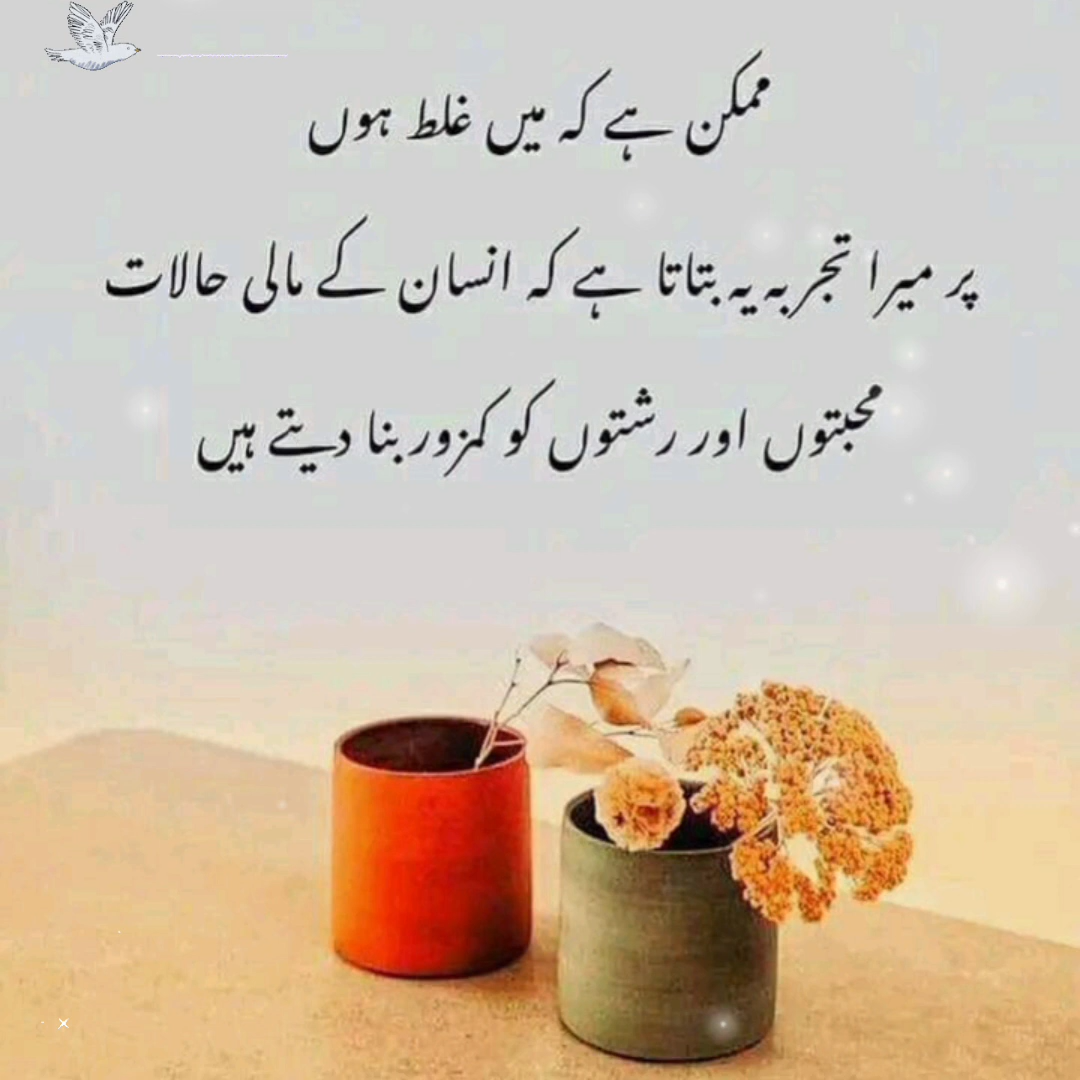 ممکن ہے کہ میں غلط ہوں
پر میرا تجربہ یہ بتاتا ہے کہ انسان کے مالی حالات
محبتوں اور رشتوں کو کمزور بنا دیتے ہیں